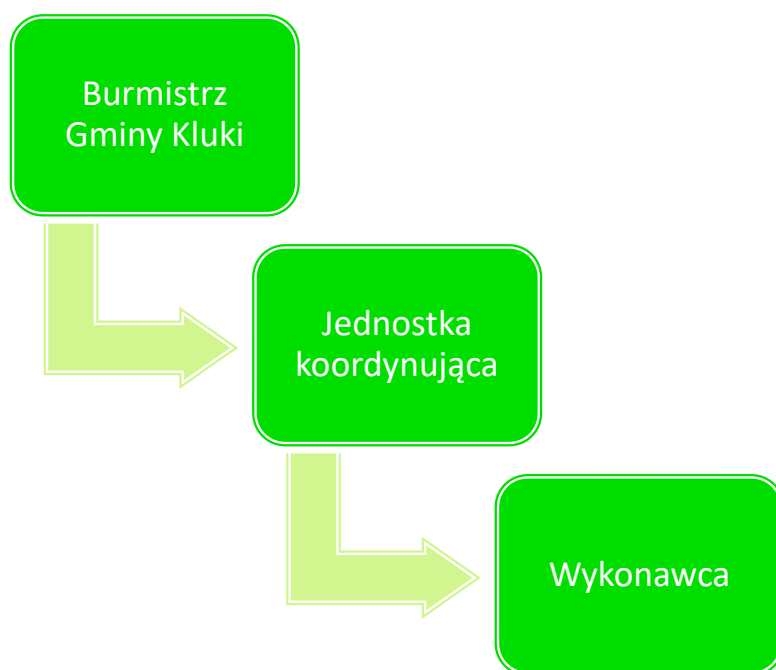 Burmistrz
Gminy Kluki
Jednostka
koordynująca
Wykonawca